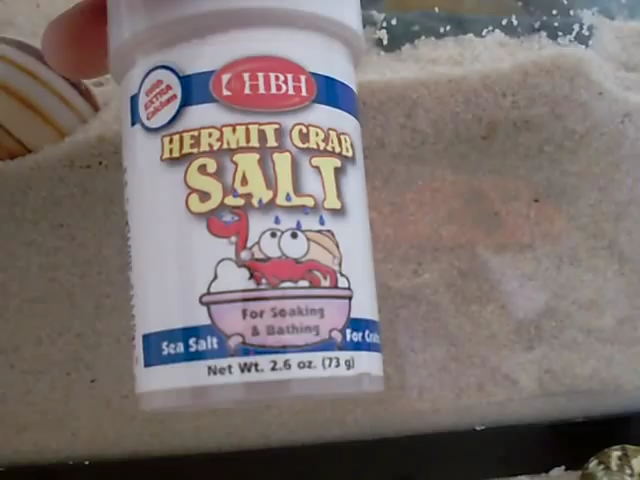 With
EXTRA
Calcium
HBH
HERMIT CRAB
SALT
For Soaking
& Bathing
Sea Salt
For
Net Wt. 2.6 oz. (73 g)